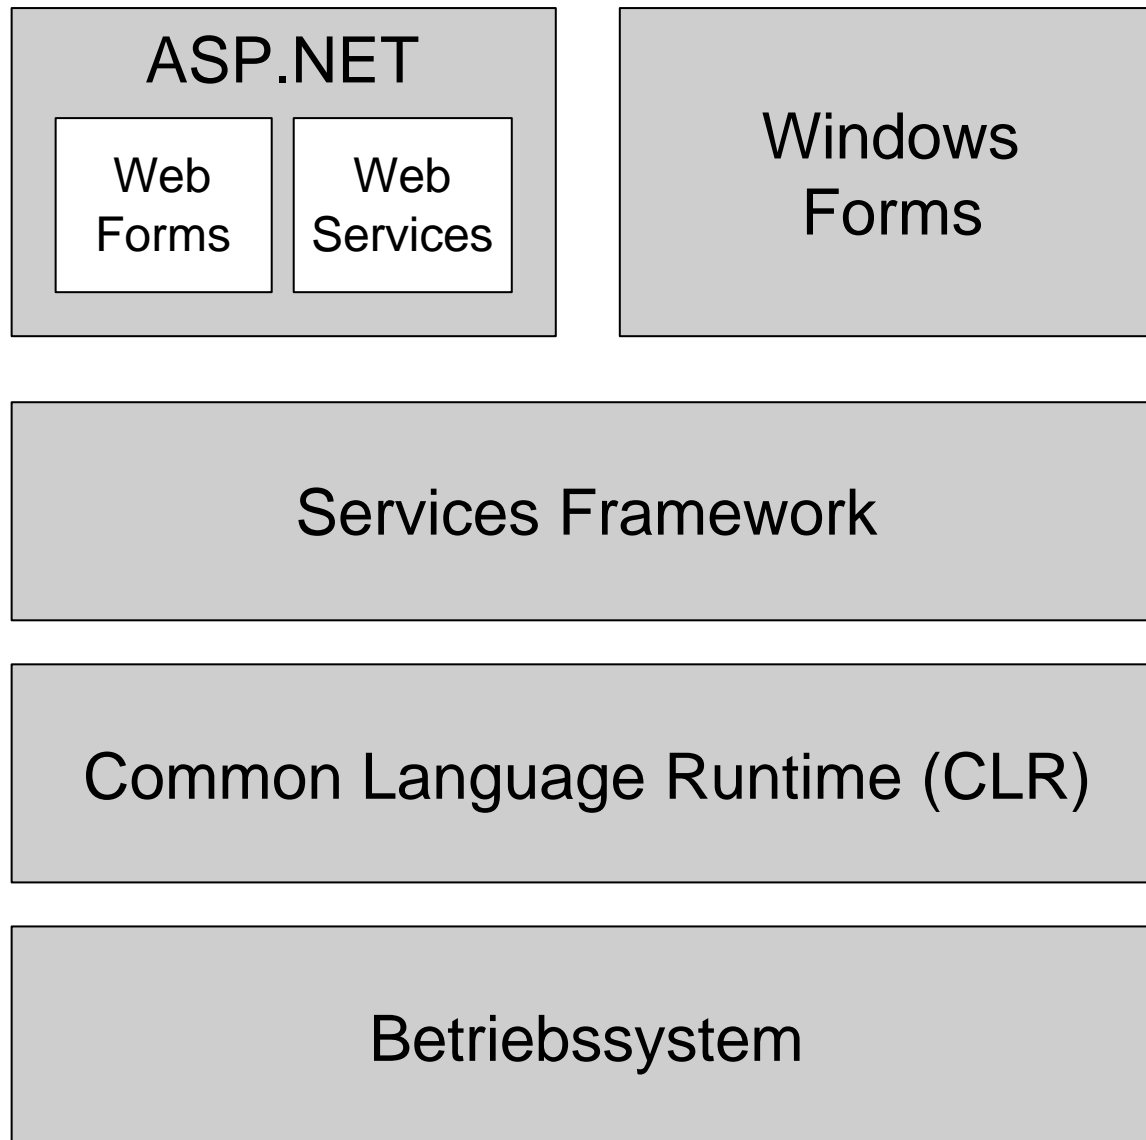 ASP.NET
Web
Forms
Web
Services
Windows
Forms
Services Framework
Common Language Runtime (CLR)
Betriebssystem